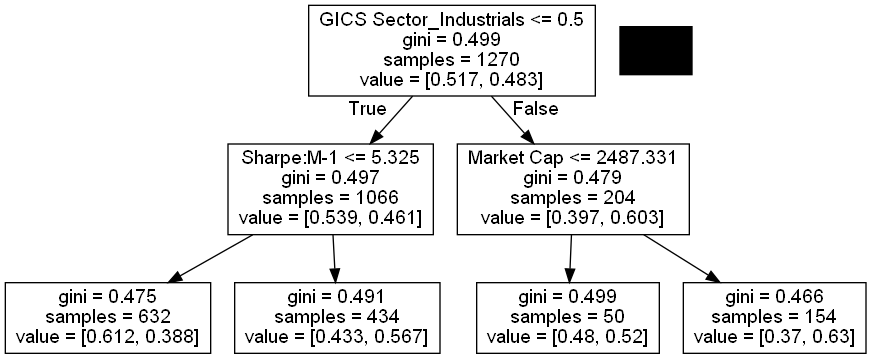 GICS Sector_Industrials <= 0.5
gini = 0.499
samples = 1270
value = [0.517, 0.483]
True
False
Sharpe:M-1 <= 5.325
gini = 0.497
samples = 1066
value = [0.539, 0.461]
Market Cap <= 2487.331
gini = 0.479
samples = 204
value = [0.397, 0.603]
gini = 0.475
samples = 632
value = [0.612, 0.388]
gini = 0.491
samples = 434
value = [0.433, 0.567]
gini = 0.499
samples = 50
value = [0.48, 0.52]
gini = 0.466
samples = 154
value = [0.37, 0.63]